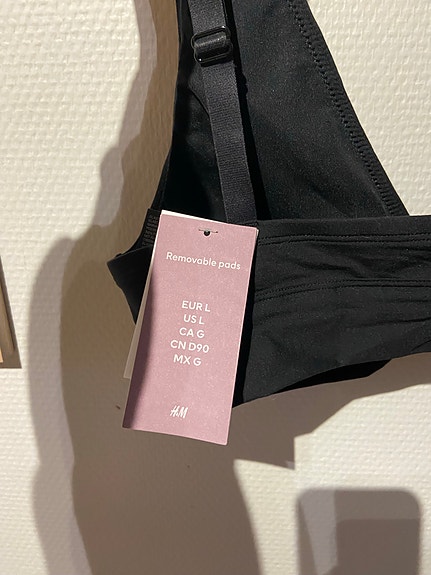 Removable pads
EUR L
US L
CA G
CN D90
MX G
H&M